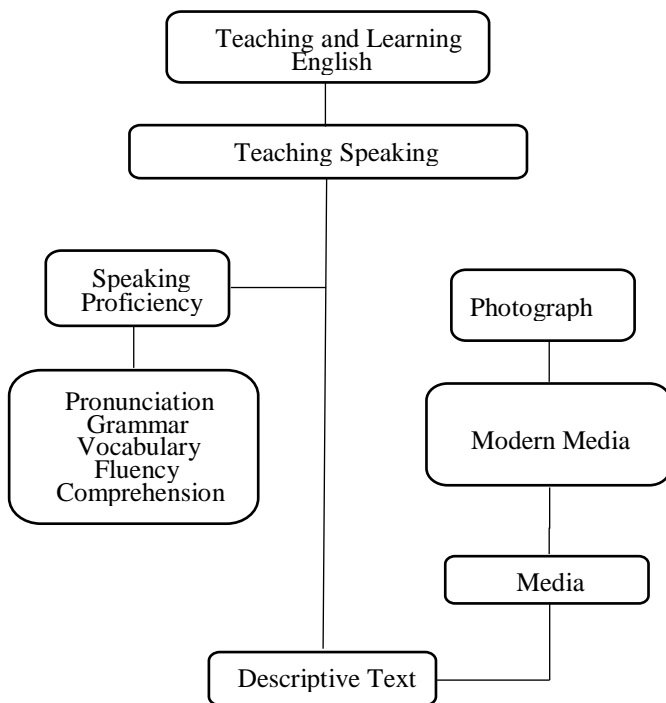 Teaching and Learning
English
Teaching Speaking
Speaking
Proficiency
Photograph
Pronunciation
Grammar
Vocabulary
Fluency
Comprehension
Modern Media
Media
Descriptive Text